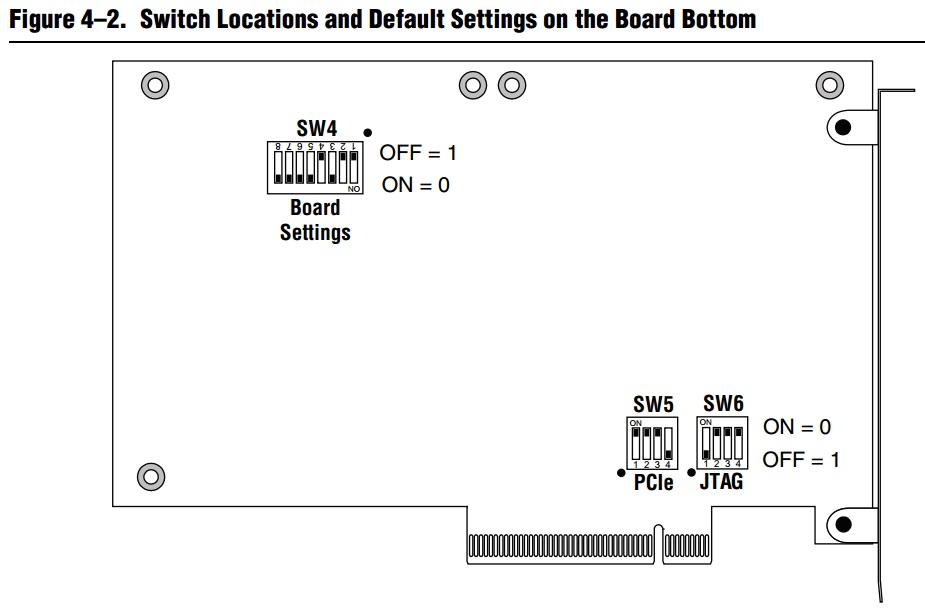 Figure 4–2. Switch Locations and Default Settings on the Board Bottom
SW4
8 7 6 5 4 3 2 1
OFF = 1
ON = 0
ON
Board
Settings
SW5
ON
1 2 3 4
PCIe
SW6
ON
1 2 3 4
JTAG
ON = 0
OFF = 1